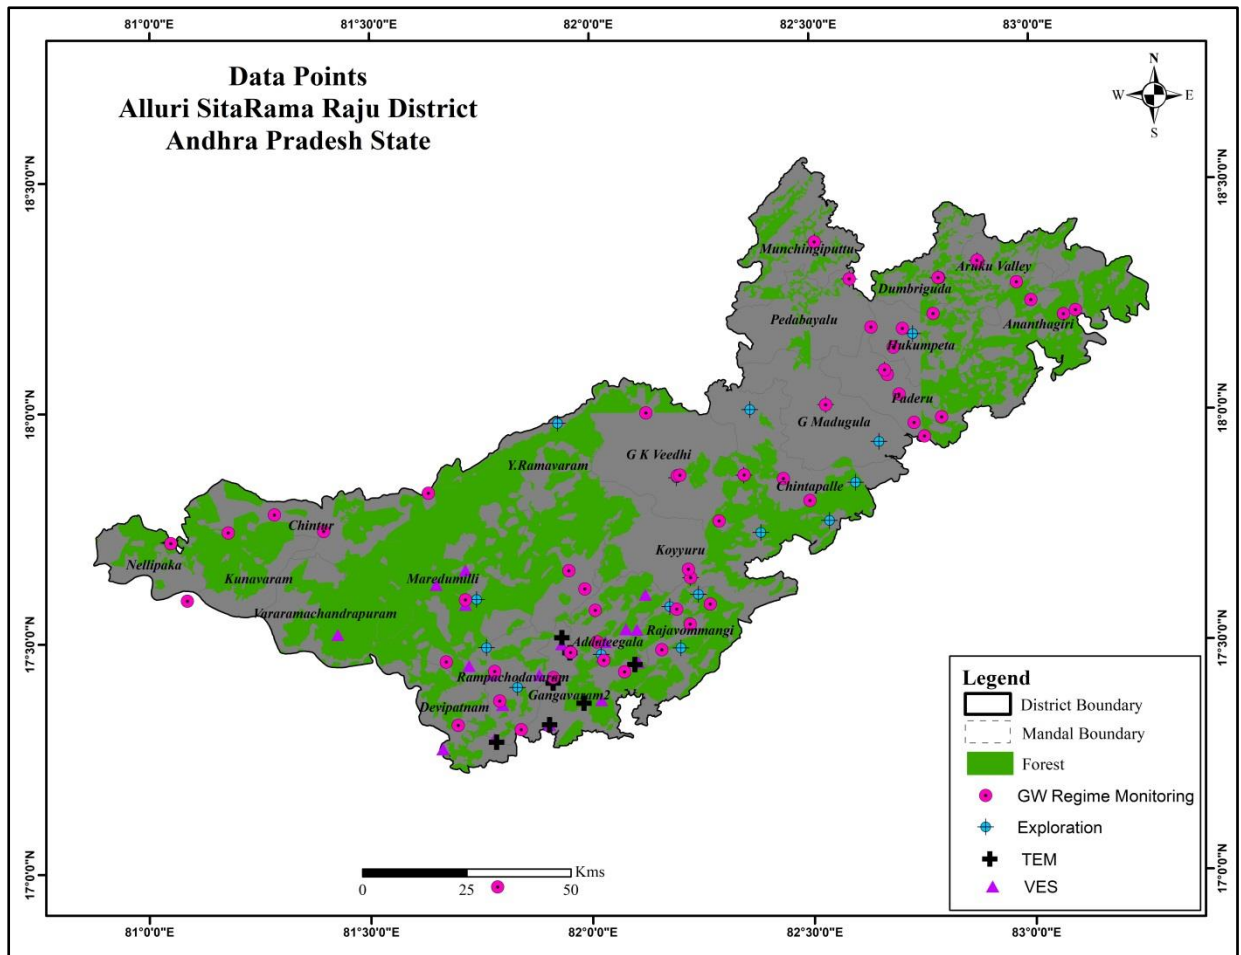 81°0'0"E 81°30'0"E 82°0'0"E 82°30'0"E 83°0'0"E
Data Points
Alluri SitaRama Raju District
Andhra Pradesh State
N
W E
S
18°30'0"N 18°30'0"N
Munchingiputtu
Aruku Valley
Dumbriguda
Pedabayalu
Ananthagiri
Hukumpeta
Paderu
18°0'0"N 18°0'0"N
G Madugula
G K Veedhi
Y.Ramavaram
Chintapalle
Chintur
Koyyuru
Nellipaka
Kunavaram
Maredumilli
Vararamachandrapuram
Rajavommangi
Addateegala
17°30'0"N 17°30'0"N
Rampachodavaram
Gangavaram2
Devipatnam
Legend
District Boundary
Mandal Boundary
Forest
GW Regime Monitoring
Exploration
TEM
VES
Kms
0 25 50
17°0'0"N 17°0'0"N
81°0'0"E 81°30'0"E 82°0'0"E 82°30'0"E 83°0'0"E